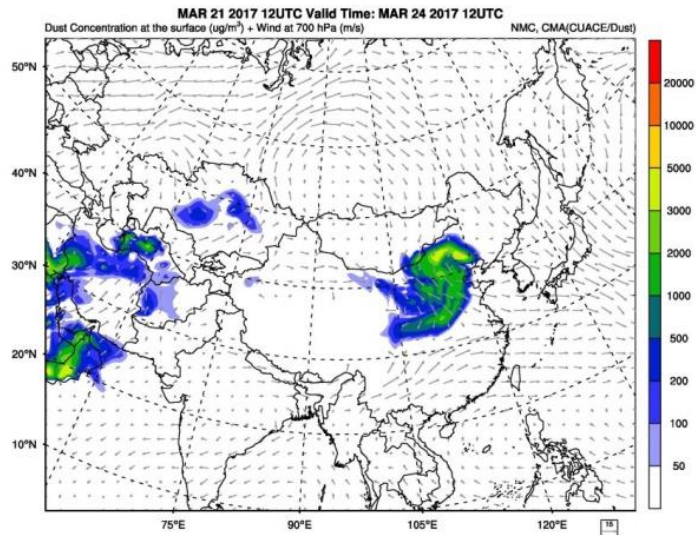 MAR 21 2017 12UTC Valid Time: MAR 24 2017 12UTC
Dust Concentration at the surface (ug/m³) + Wind at 700 hPa (m/s)
NMC, CMA(CUACE/Dust)
50°N
40°N
30°N
20°N
10°N
75°E
90°E
105°E
120°E
20000
10000
5000
3000
2000
1000
500
200
100
50